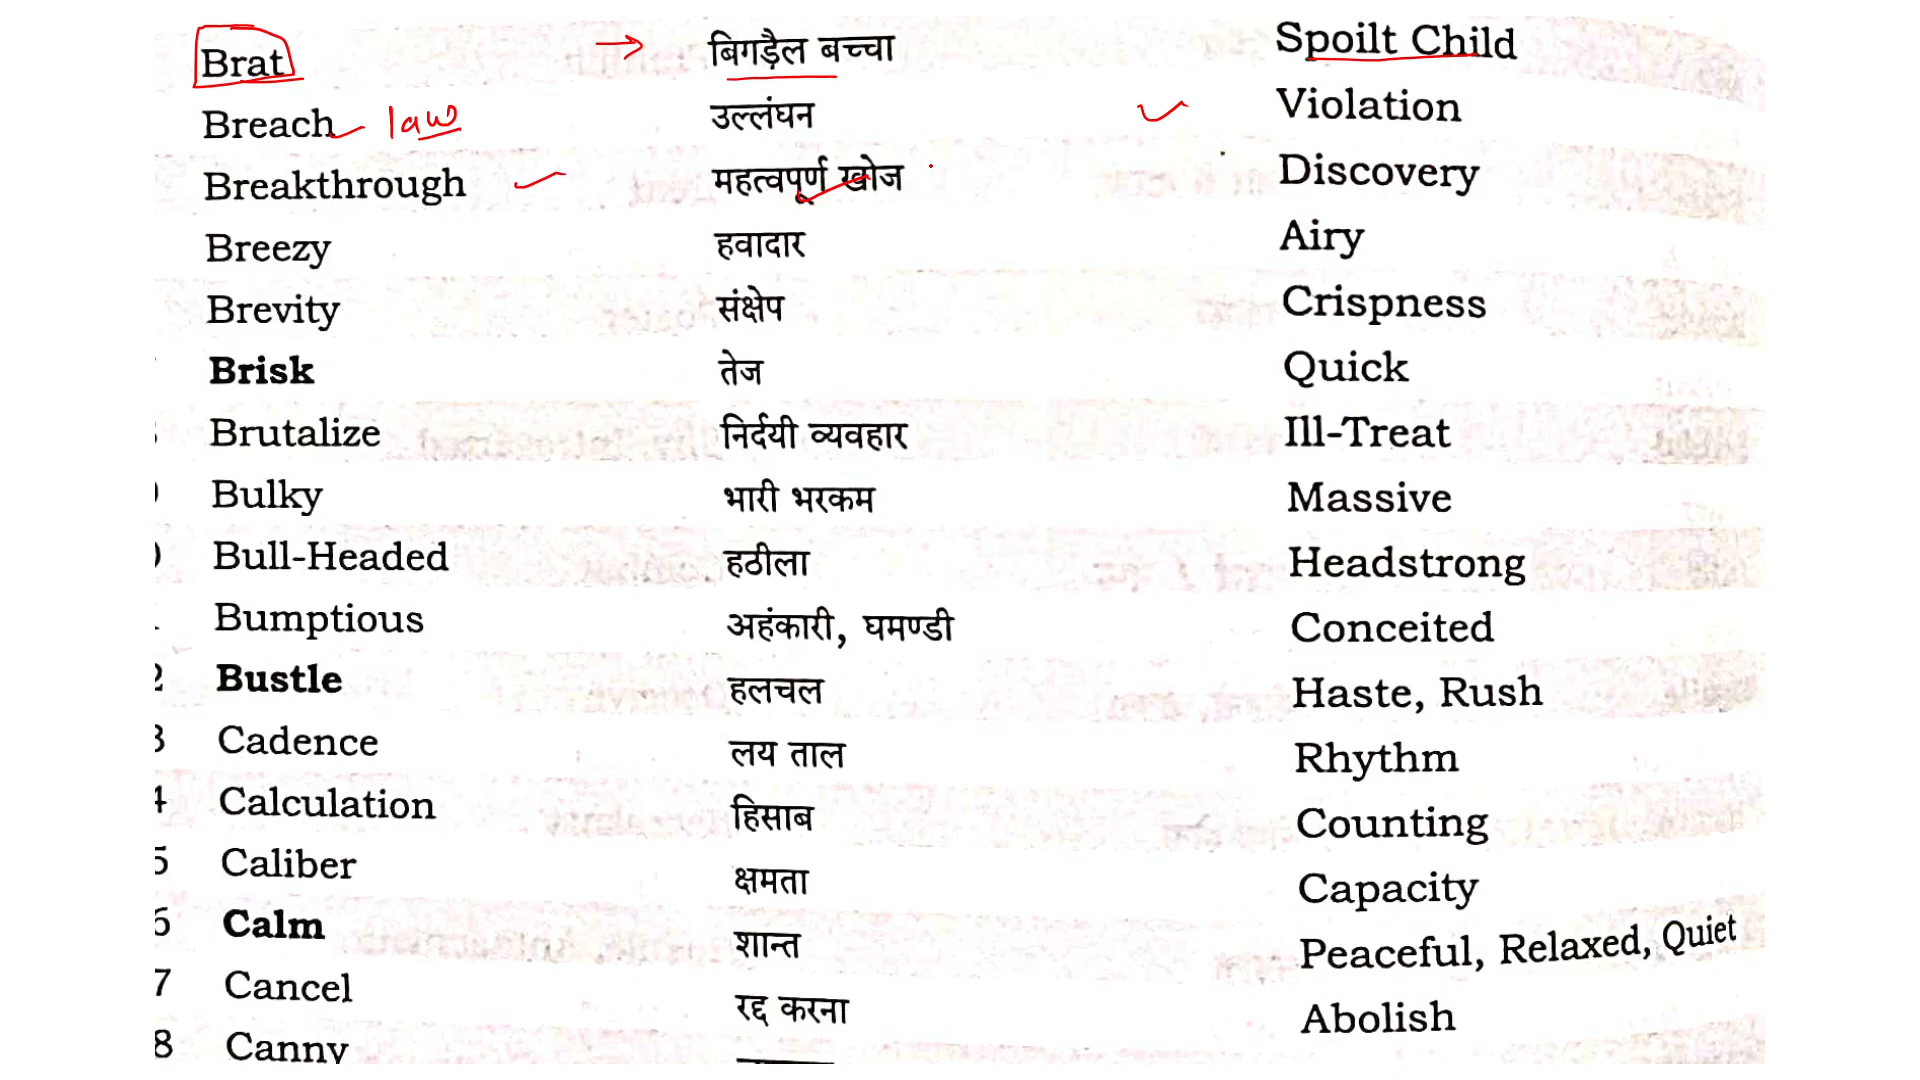 Brat → बिगड़ैल बच्चा Spoilt Child
Breach law उल्लंघन Violation
Breakthrough महत्वपूर्ण खोज Discovery
Breezy हवादार Airy
Brevity संक्षेप Crispness
Brisk तेज Quick
Brutalize निर्दयी व्यवहार Ill-Treat
Bulky भारी भरकम Massive
Bull-Headed हठीला Headstrong
Bumptious अहंकारी, घमण्डी Conceited
2 Bustle हलचल Haste, Rush
3 Cadence लय ताल Rhythm
4 Calculation हिसाब Counting
5 Caliber क्षमता Capacity
6 Calm शान्त Peaceful, Relaxed, Quiet
7 Cancel रद्द करना Abolish
8 Canny